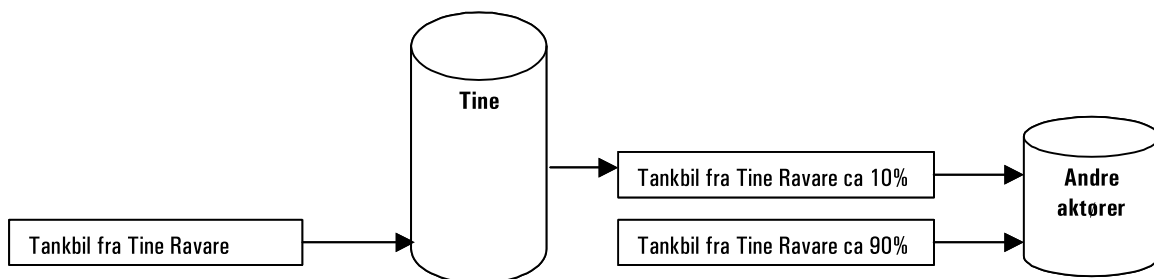 Tine
Tankbil fra Tine Ravare ca 10%
Andre
aktører
Tankbil fra Tine Ravare
Tankbil fra Tine Ravare ca 90%